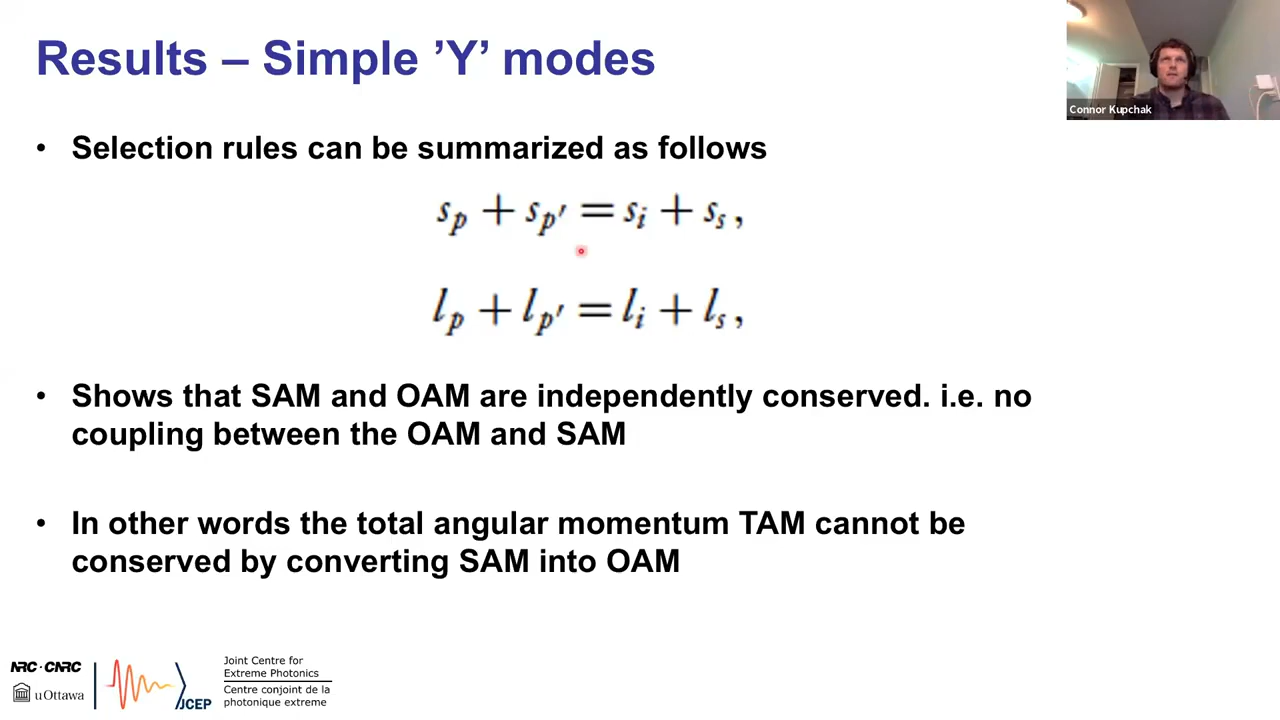 Results – Simple ’Y’ modes
Connor Kupchak
• Selection rules can be summarized as follows
s_p + s_p′ = s_i + s_s,
l_p + l_p′ = l_i + l_s,
• Shows that SAM and OAM are independently conserved. i.e. no
coupling between the OAM and SAM
• In other words the total angular momentum TAM cannot be
conserved by converting SAM into OAM
NRC·CNRC
uOttawa
JCEP
Joint Centre for
Extreme Photonics
Centre conjoint de la
photonique extreme